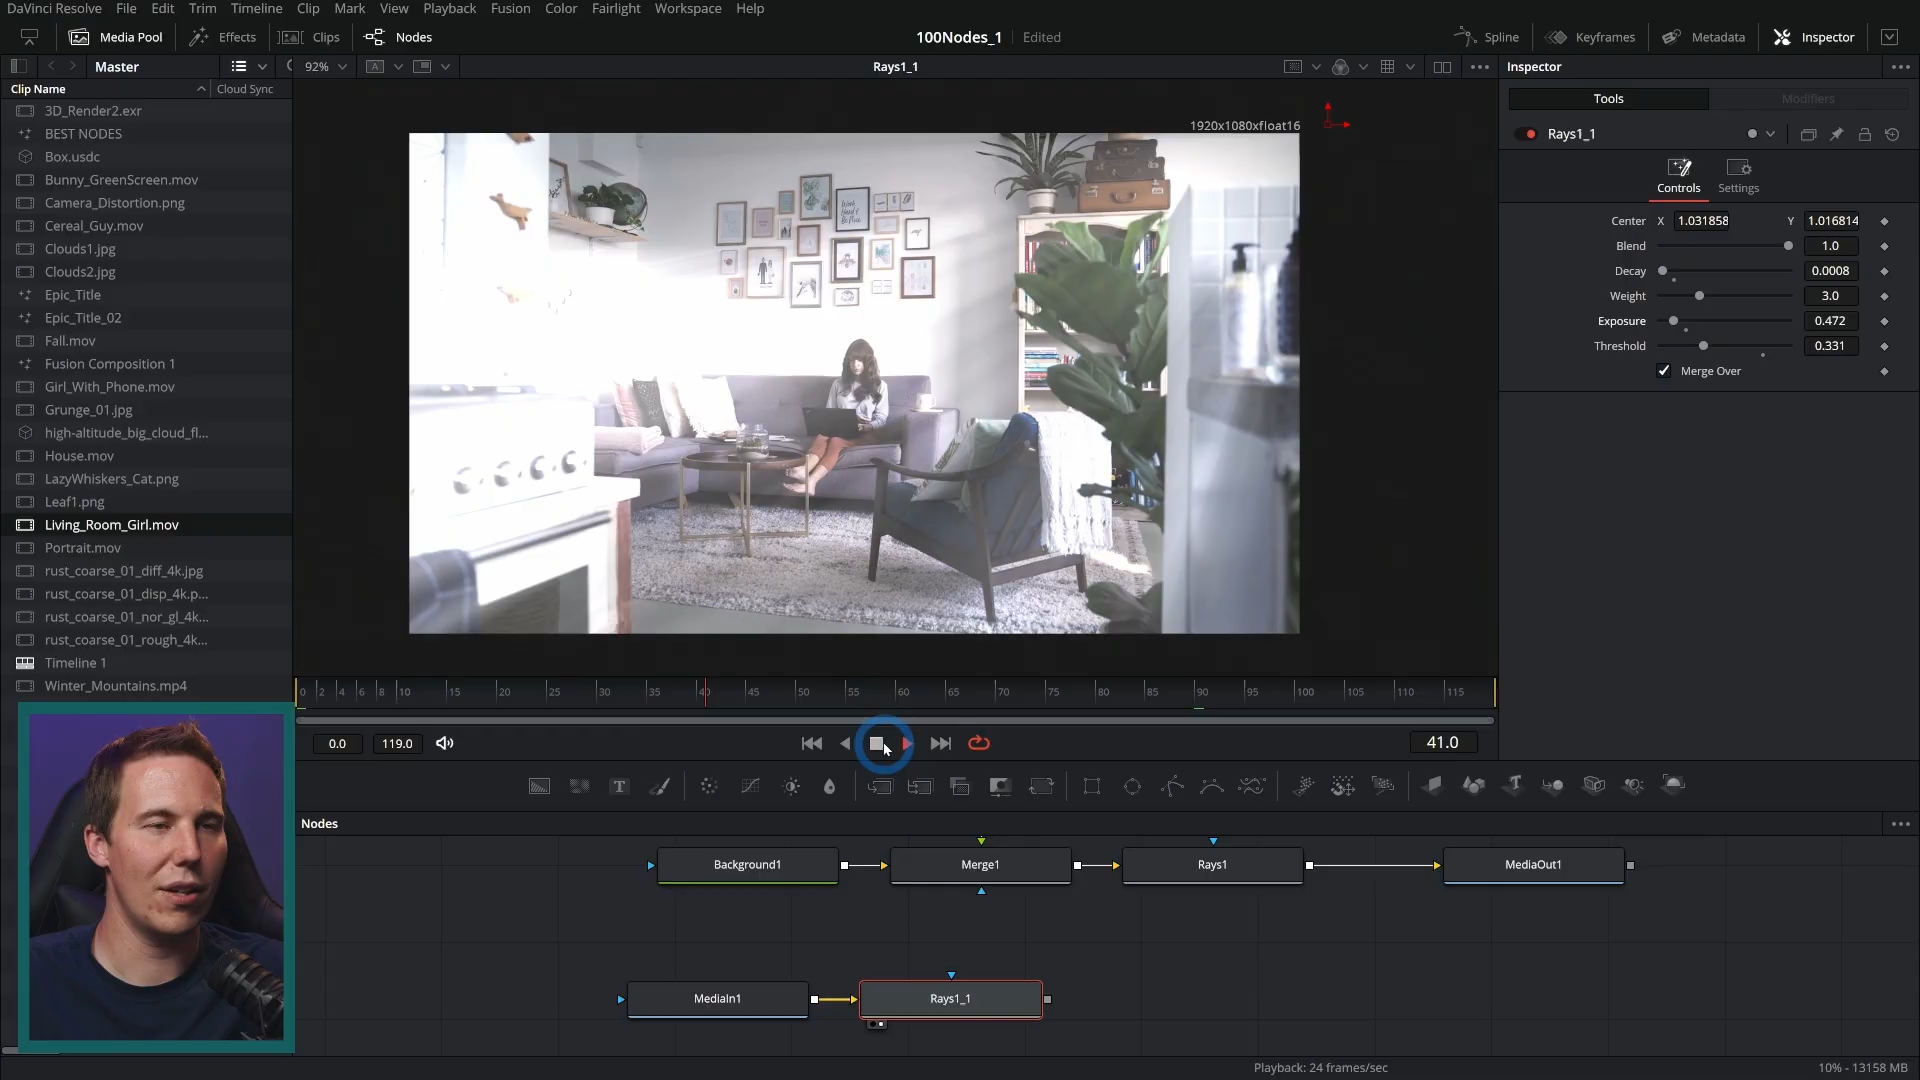 DaVinci Resolve File Edit Trim Timeline Clip Mark View Playback Fusion Color Fairlight Workspace Help
Media Pool Effects Clips Nodes 100Nodes_1 Edited Spline Keyframes Metadata Inspector
Master 92% A Rays1_1 Inspector
Clip Name Cloud Sync
Tools Modifiers
3D_Render2.exr
BEST NODES
Box.usdc
Bunny_GreenScreen.mov
Camera_Distortion.png
Cereal_Guy.mov
Clouds1.jpg
Clouds2.jpg
Epic_Title
Epic_Title_02
Fall.mov
Fusion Composition 1
Girl_With_Phone.mov
Grunge_01.jpg
high-altitude_big_cloud_fl...
House.mov
LazyWhiskers_Cat.png
Leaf1.png
Living_Room_Girl.mov
Portrait.mov
rust_coarse_01_diff_4k.jpg
rust_coarse_01_disp_4k.p...
rust_coarse_01_nor_gl_4k...
rust_coarse_01_rough_4k...
Timeline 1
Winter_Mountains.mp4
1920x1080xfloat16
Rays1_1
Controls Settings
Center X 1.031858 Y 1.016814
Blend 1.0
Decay 0.0008
Weight 3.0
Exposure 0.472
Threshold 0.331
Merge Over
0 2 4 6 8 10 15 20 25 30 35 40 45 50 55 60 65 70 75 80 85 90 95 100 105 110 115
0.0 119.0 41.0
Nodes
Background1 Merge1 Rays1 MediaOut1
MediaIn1 Rays1_1
Playback: 24 frames/sec 10% - 13158 MB